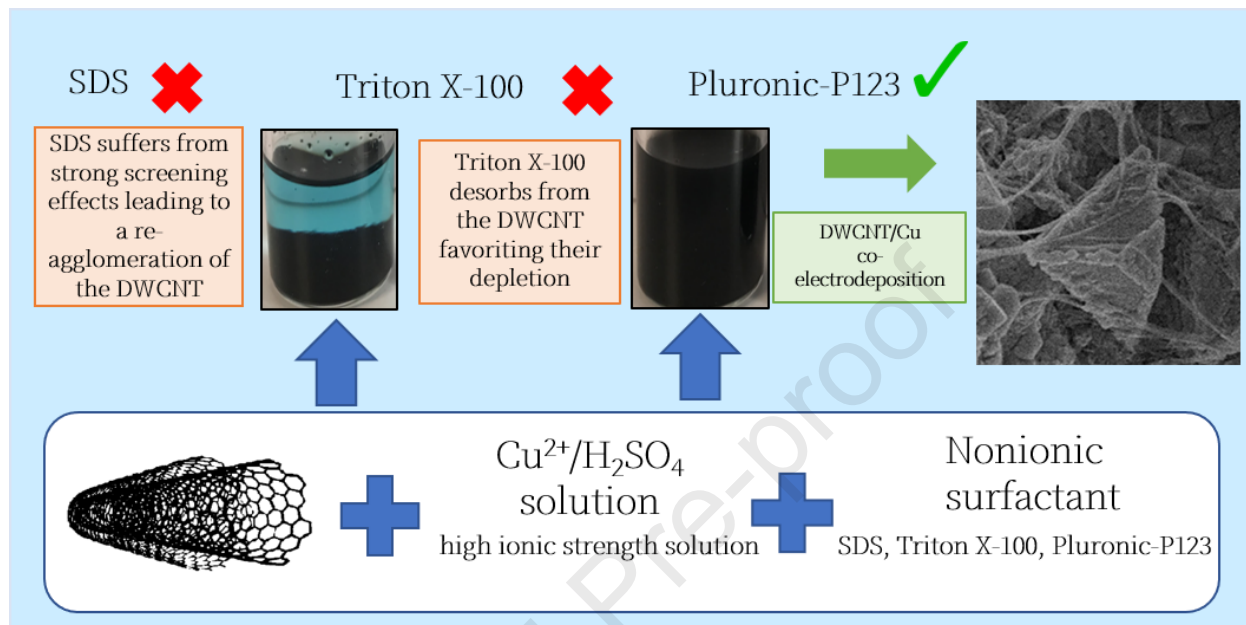 SDS
Triton X-100
Pluronic-P123
SDS suffers from
strong screening
effects leading to
a re-
agglomeration of
the DWCNT
Triton X-100
desorbs from
the DWCNT
favoriting their
depletion
DWCNT/Cu
co-
electrodeposition
Cu²⁺/H₂SO₄
solution
high ionic strength solution
Nonionic
surfactant
SDS, Triton X-100, Pluronic-P123
l Pre-proof